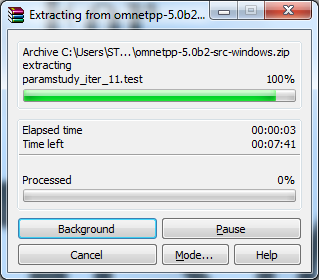 Extracting from omnetpp-5.0b2...
Archive C:\Users\ST...\omnetpp-5.0b2-src-windows.zip
extracting
paramstudy_iter_11.test 100%
Elapsed time 00:00:03
Time left 00:07:41
Processed 0%
Background Pause
Cancel Mode... Help